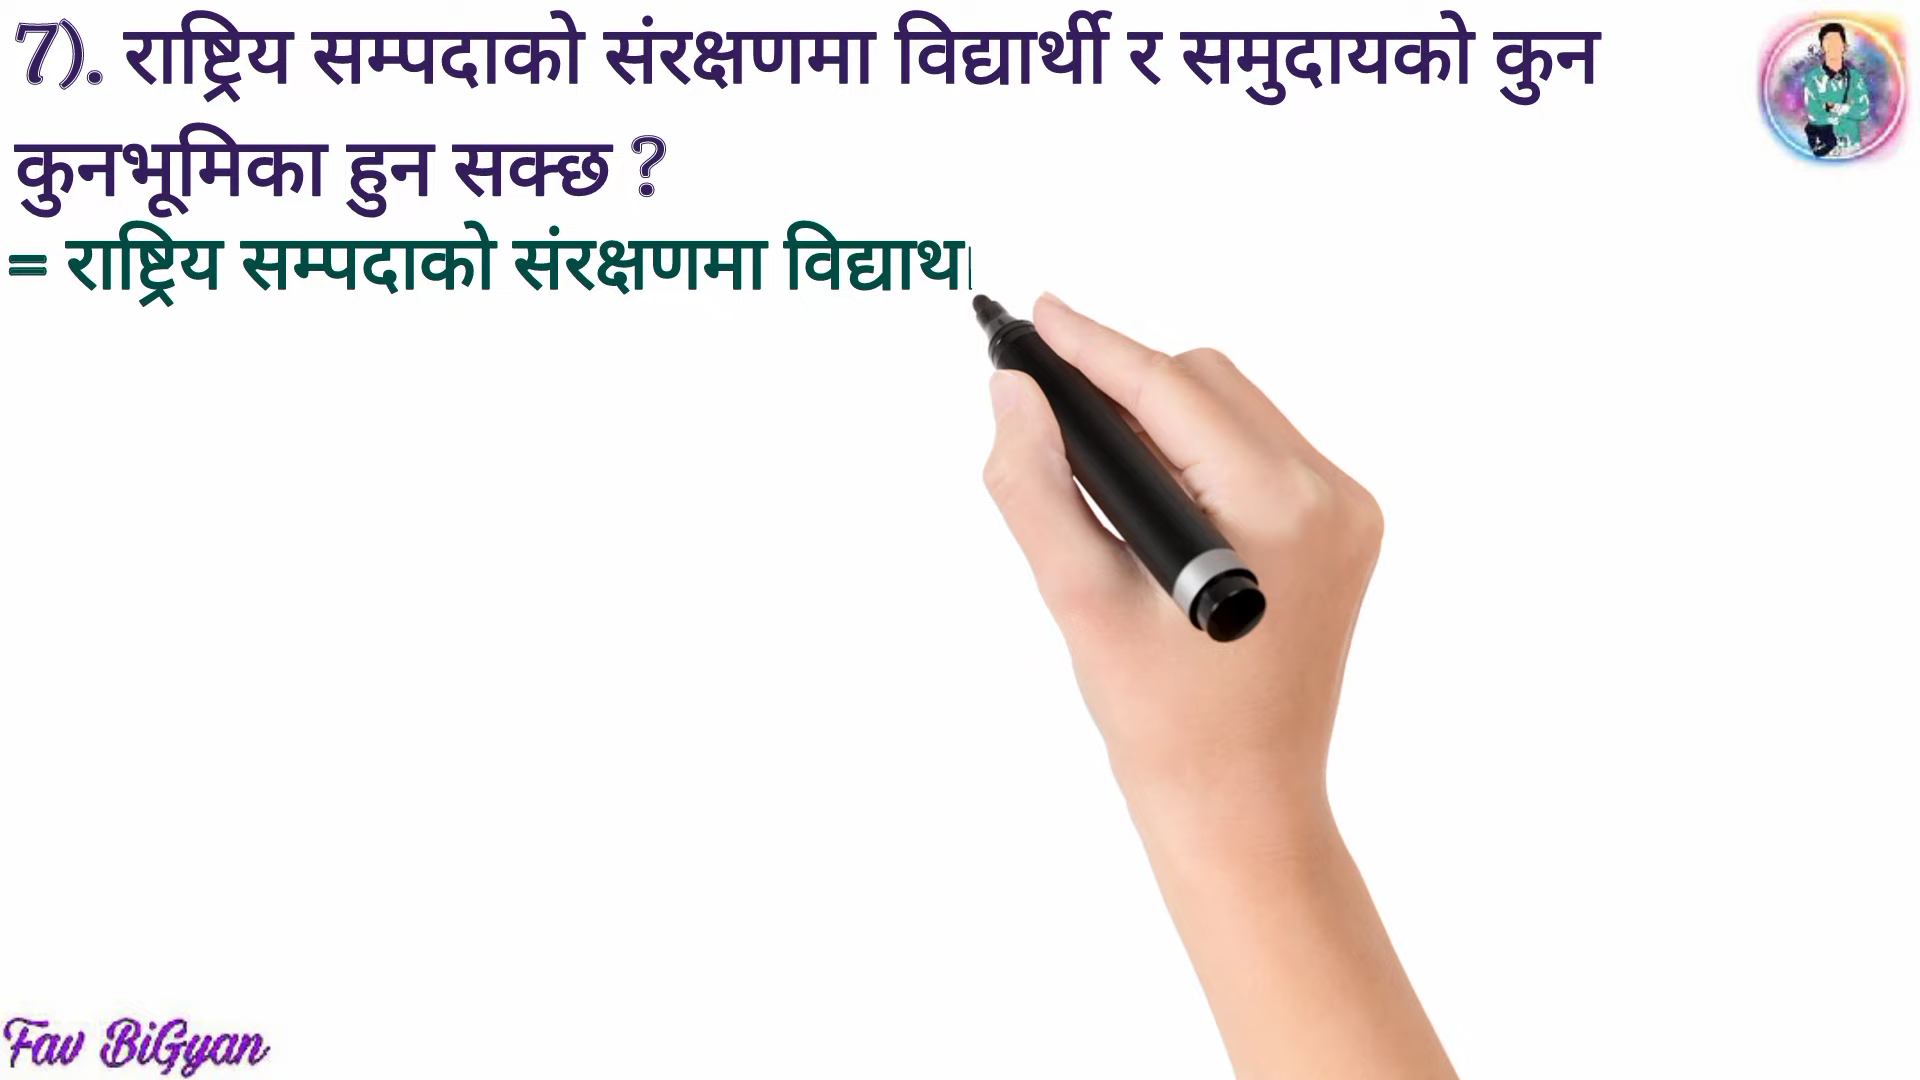 7). राष्ट्रिय सम्पदाको संरक्षणमा विद्यार्थी र समुदायको कुन
कुनभूमिका हुन सक्छ ?
= राष्ट्रिय सम्पदाको संरक्षणमा विद्याथ
Fav BiGyan